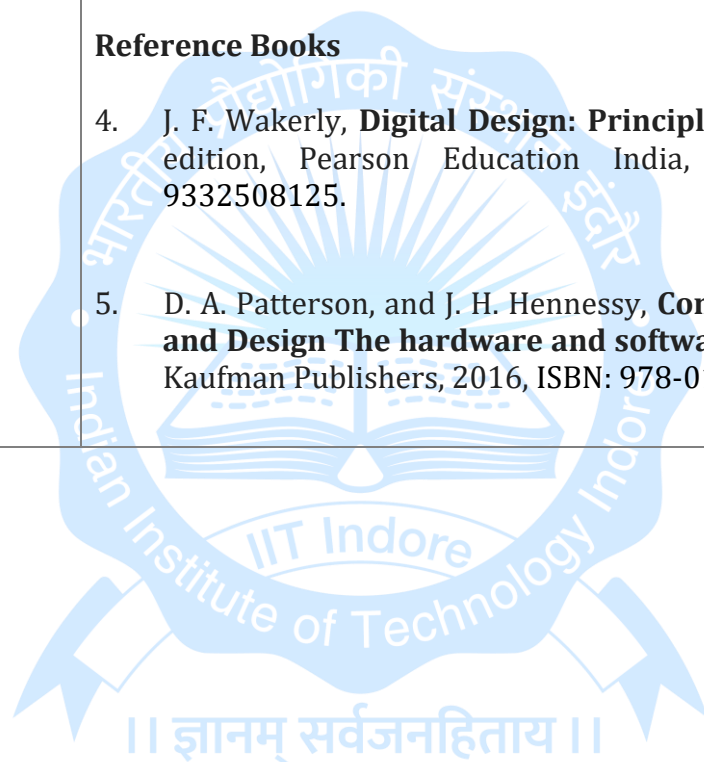 Reference Books
4. J. F. Wakerly, Digital Design: Principl
edition, Pearson Education India,
9332508125.
5. D. A. Patterson, and J. H. Hennessy, Con
and Design The hardware and softwa
Kaufman Publishers, 2016, ISBN: 978-0
भारतीय प्रौद्योगिकी संस्थान इंदौर
Indian Institute of Technology Indore
IIT Indore
।। ज्ञानम् सर्वजनहिताय ।।